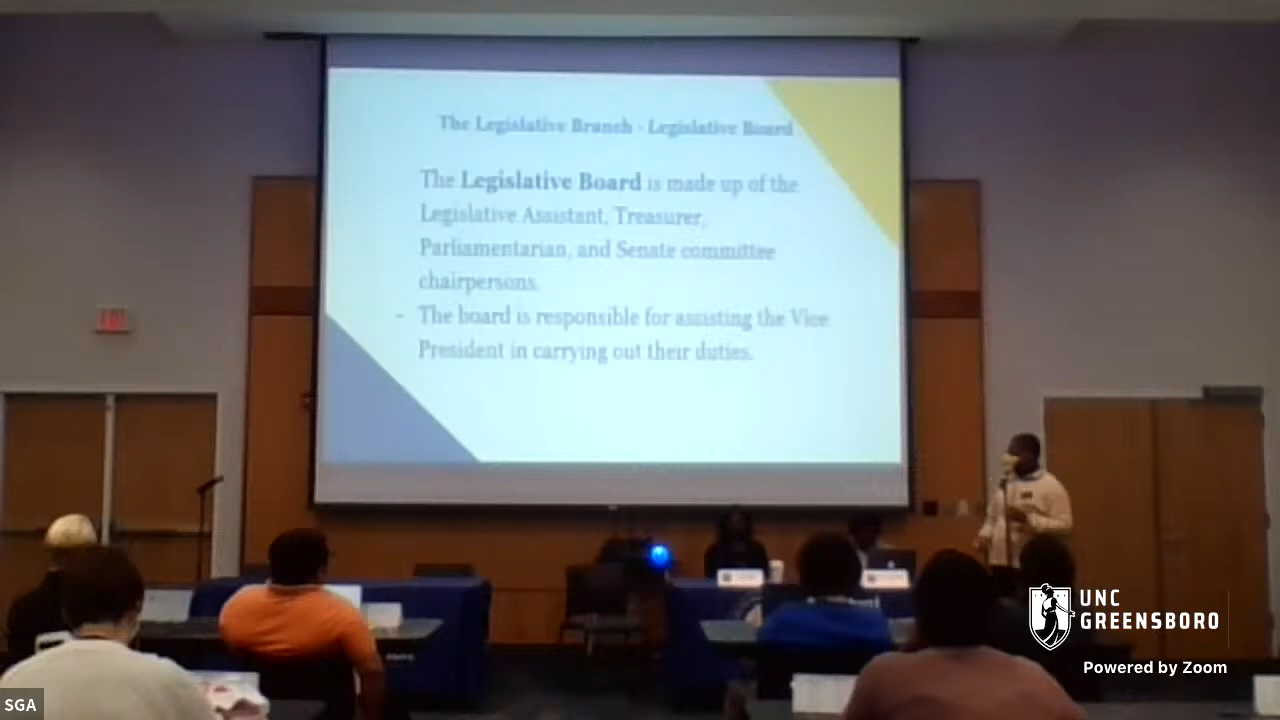 The Legislative Branch - Legislative Board
The Legislative Board is made up of the
Legislative Assistant, Treasurer,
Parliamentarian, and Senate committee
chairpersons.
- The board is responsible for assisting the Vice
President in carrying out their duties.
UNC
GREENSBORO
Powered by Zoom
SGA